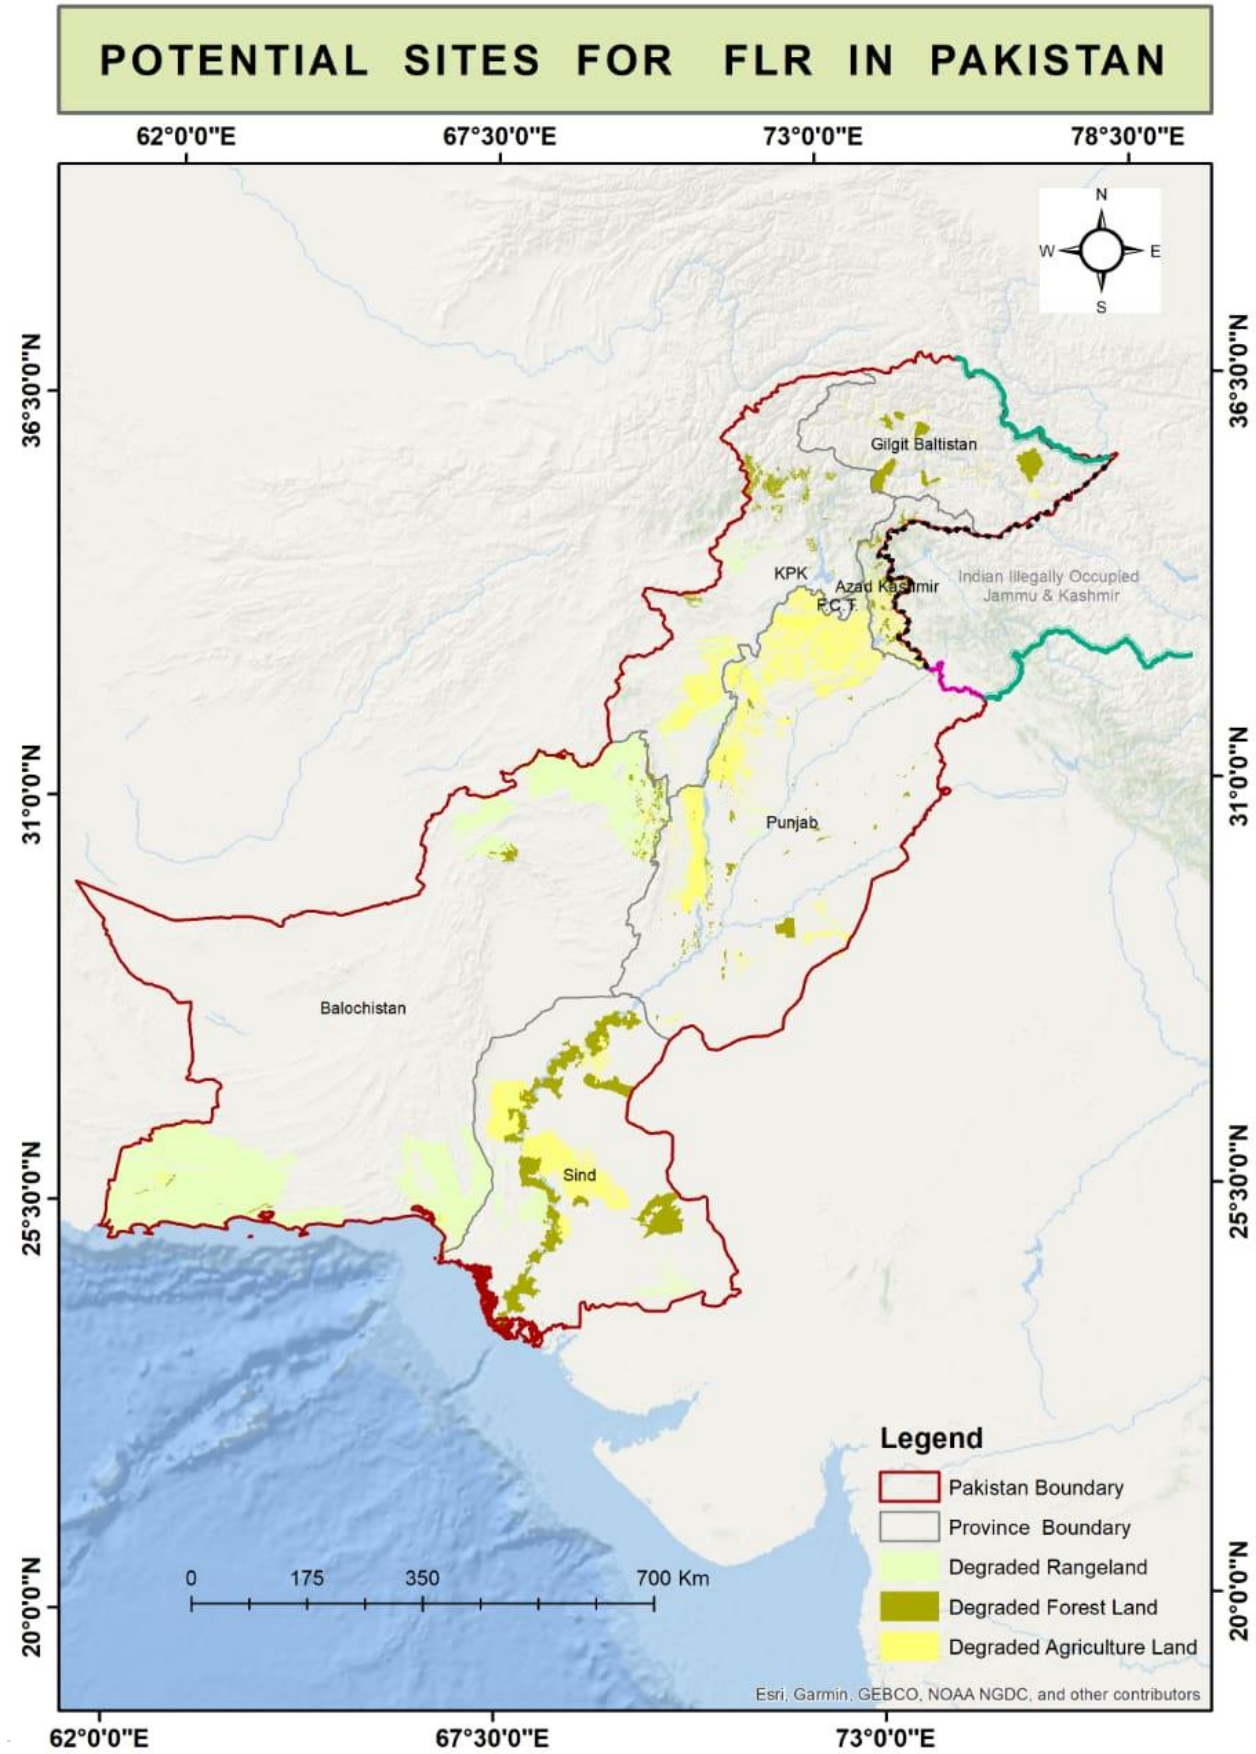 POTENTIAL SITES FOR FLR IN PAKISTAN
62°0'0"E 67°30'0"E 73°0'0"E 78°30'0"E
N
W E
S
36°30'0"N
36°30'0"N
Gilgit Baltistan
KPK
Azad Kashmir
F.C.T.
Indian Illegally Occupied
Jammu & Kashmir
31°0'0"N
31°0'0"N
Punjab
Balochistan
25°30'0"N
25°30'0"N
Sind
Legend
Pakistan Boundary
Province Boundary
Degraded Rangeland
Degraded Forest Land
Degraded Agriculture Land
0 175 350 700 Km
20°0'0"N
20°0'0"N
Esri, Garmin, GEBCO, NOAA NGDC, and other contributors
62°0'0"E 67°30'0"E 73°0'0"E